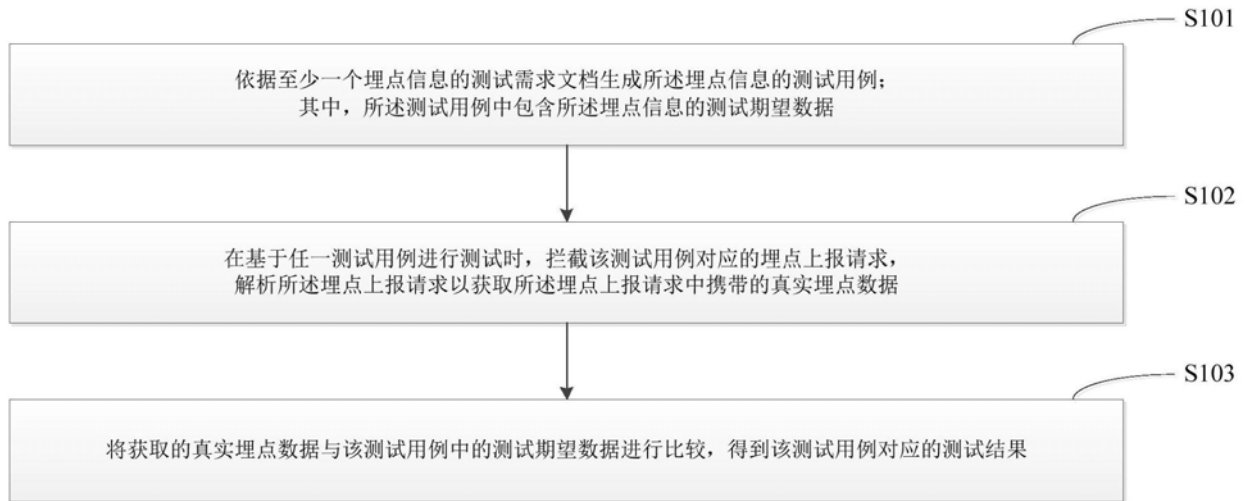 S101
依据至少一个埋点信息的测试需求文档生成所述埋点信息的测试用例；
其中，所述测试用例中包含所述埋点信息的测试期望数据
S102
在基于任一测试用例进行测试时，拦截该测试用例对应的埋点上报请求，
解析所述埋点上报请求以获取所述埋点上报请求中携带的真实埋点数据
S103
将获取的真实埋点数据与该测试用例中的测试期望数据进行比较，得到该测试用例对应的测试结果